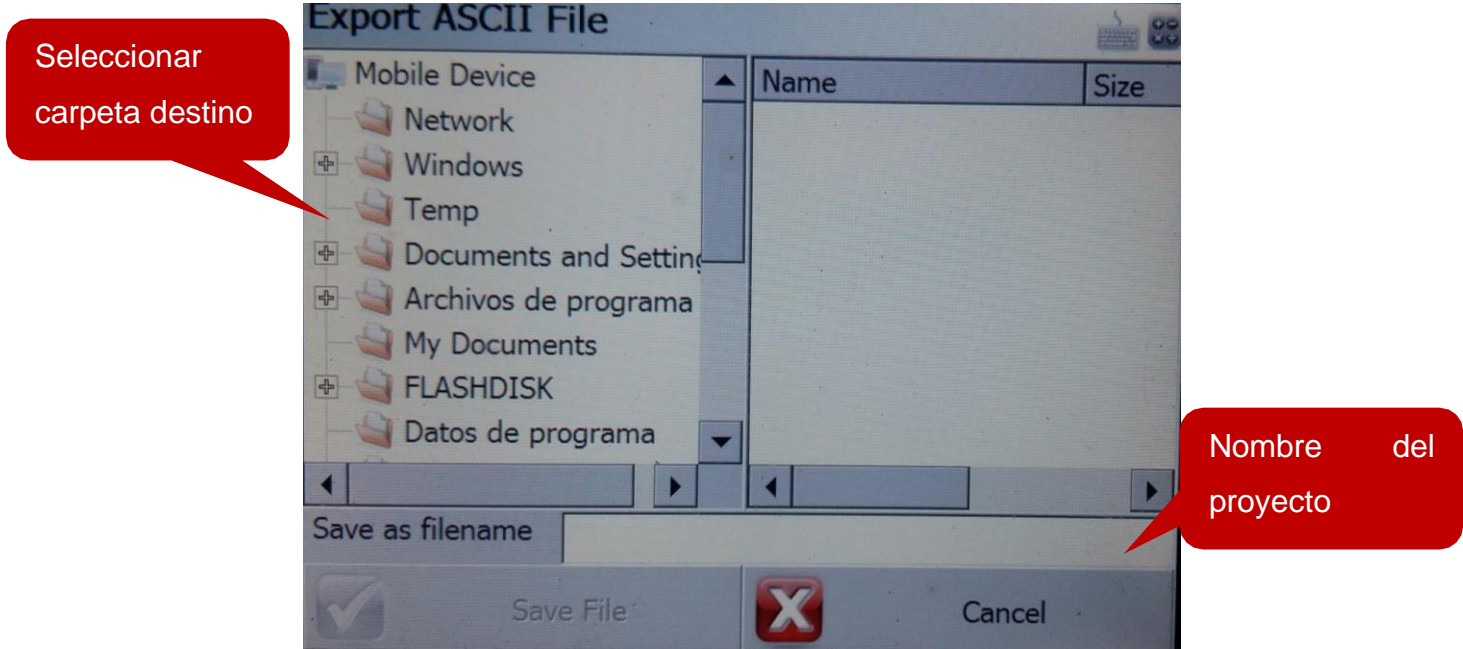 Seleccionar
carpeta destino
Export ASCII File
Mobile Device
Network
Windows
Temp
Documents and Setting
Archivos de programa
My Documents
FLASHDISK
Datos de programa
Name Size
Save as filename
Save File Cancel
Nombre del
proyecto